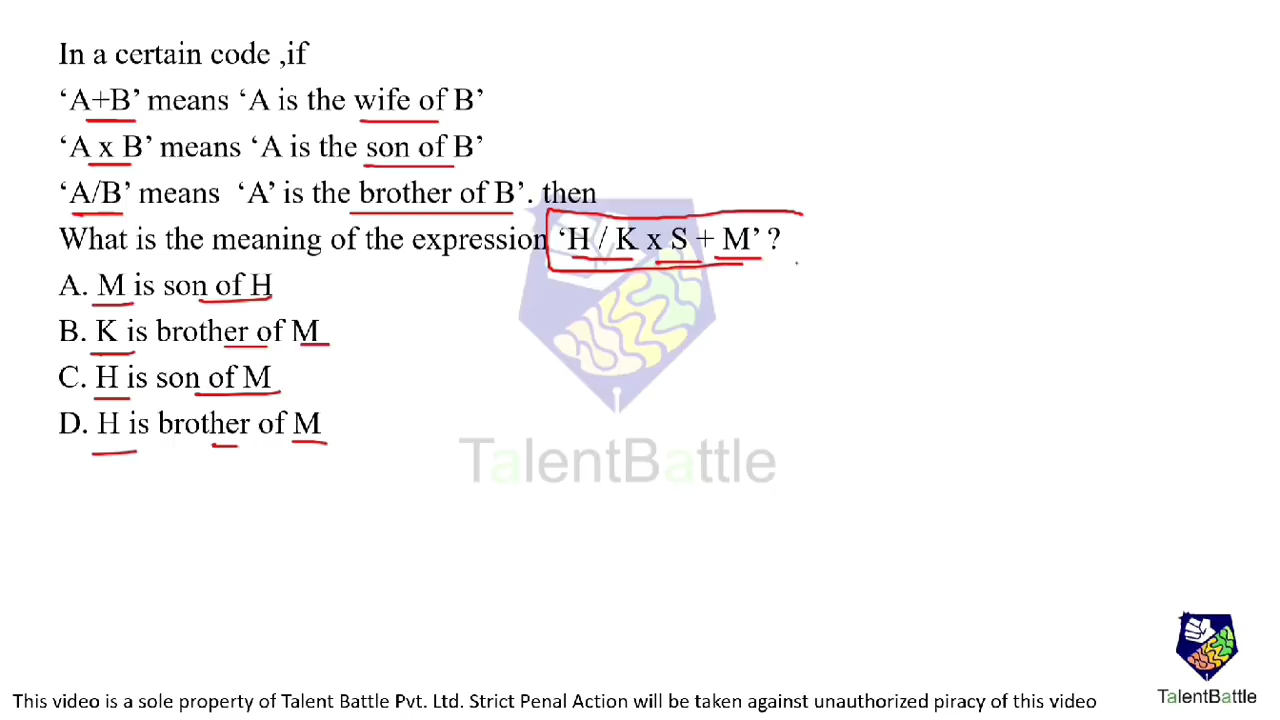 In a certain code ,if
‘A+B’ means ‘A is the wife of B’
‘A x B’ means ‘A is the son of B’
‘A/B’ means ‘A’ is the brother of B’. then
What is the meaning of the expression ‘H / K x S + M’ ?
A. M is son of H
B. K is brother of M
C. H is son of M
D. H is brother of M
TalentBattle
TalentBattle
This video is a sole property of Talent Battle Pvt. Ltd. Strict Penal Action will be taken against unauthorized piracy of this video